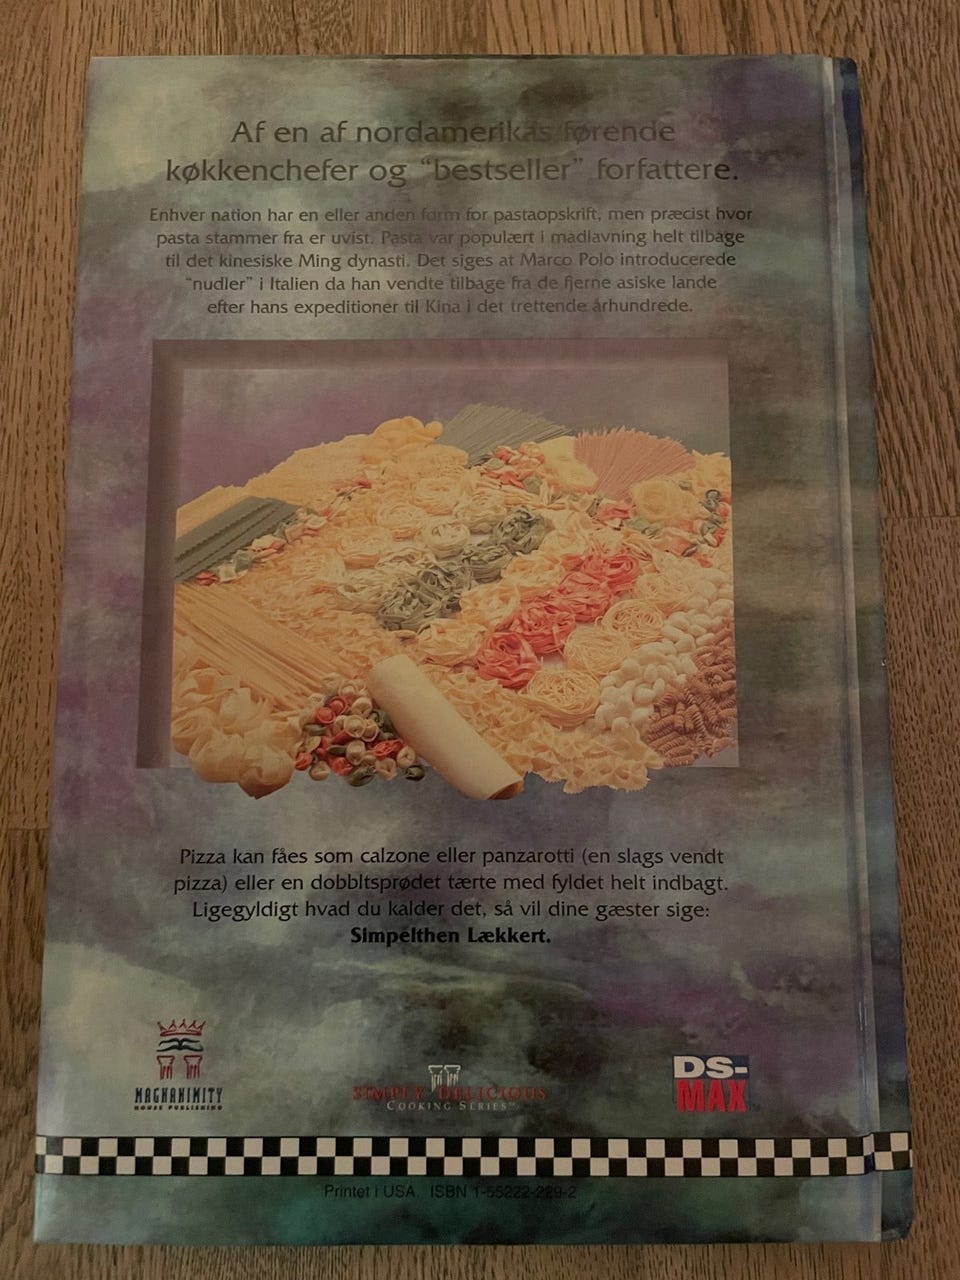 Af en af nordamerikas førende
køkkenchefer og “bestseller” forfattere.
Enhver nation har en eller anden form for pastaopskrift, men præcist hvor
pasta stammer fra er uvist. Pasta var populært i madlavning helt tilbage
til det kinesiske Ming dynasti. Det siges at Marco Polo introducerede
“nudler” i Italien da han vendte tilbage fra de fjerne asiske lande
efter hans expeditioner til Kina i det trettende århundrede.
Pizza kan fåes som calzone eller panzarotti (en slags vendt
pizza) eller en dobbltsprødet tærte med fyldet helt indbagt.
Ligegyldigt hvad du kalder det, så vil dine gæster sige:
Simpelthen Lækkert.
MAGNANIMITY
HOUSE PUBLISHING
SIMPLY DELICIOUS
COOKING SERIES™
DS-
MAX™
Printet i USA. ISBN 1-55222-229-2